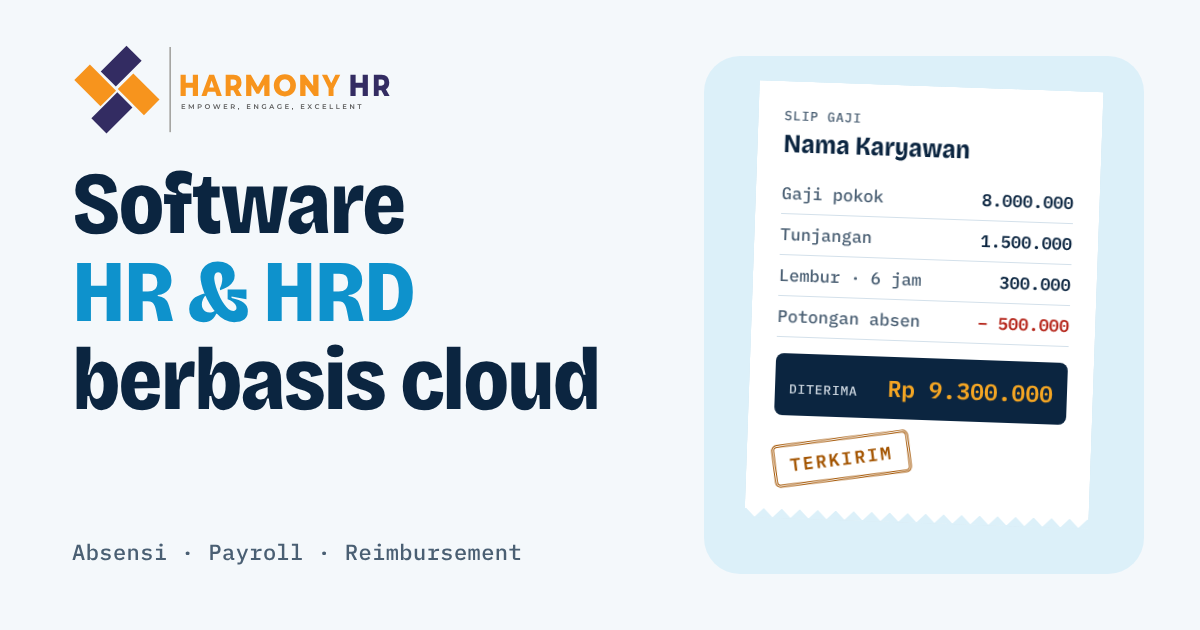 HARMONY HR
EMPOWER, ENGAGE, EXCELLENT
Software
HR & HRD
berbasis cloud
Absensi · Payroll · Reimbursement
SLIP GAJI
Nama Karyawan
Gaji pokok 8.000.000
Tunjangan 1.500.000
Lembur · 6 jam 300.000
Potongan absen − 500.000
DITERIMA Rp 9.300.000
TERKIRIM